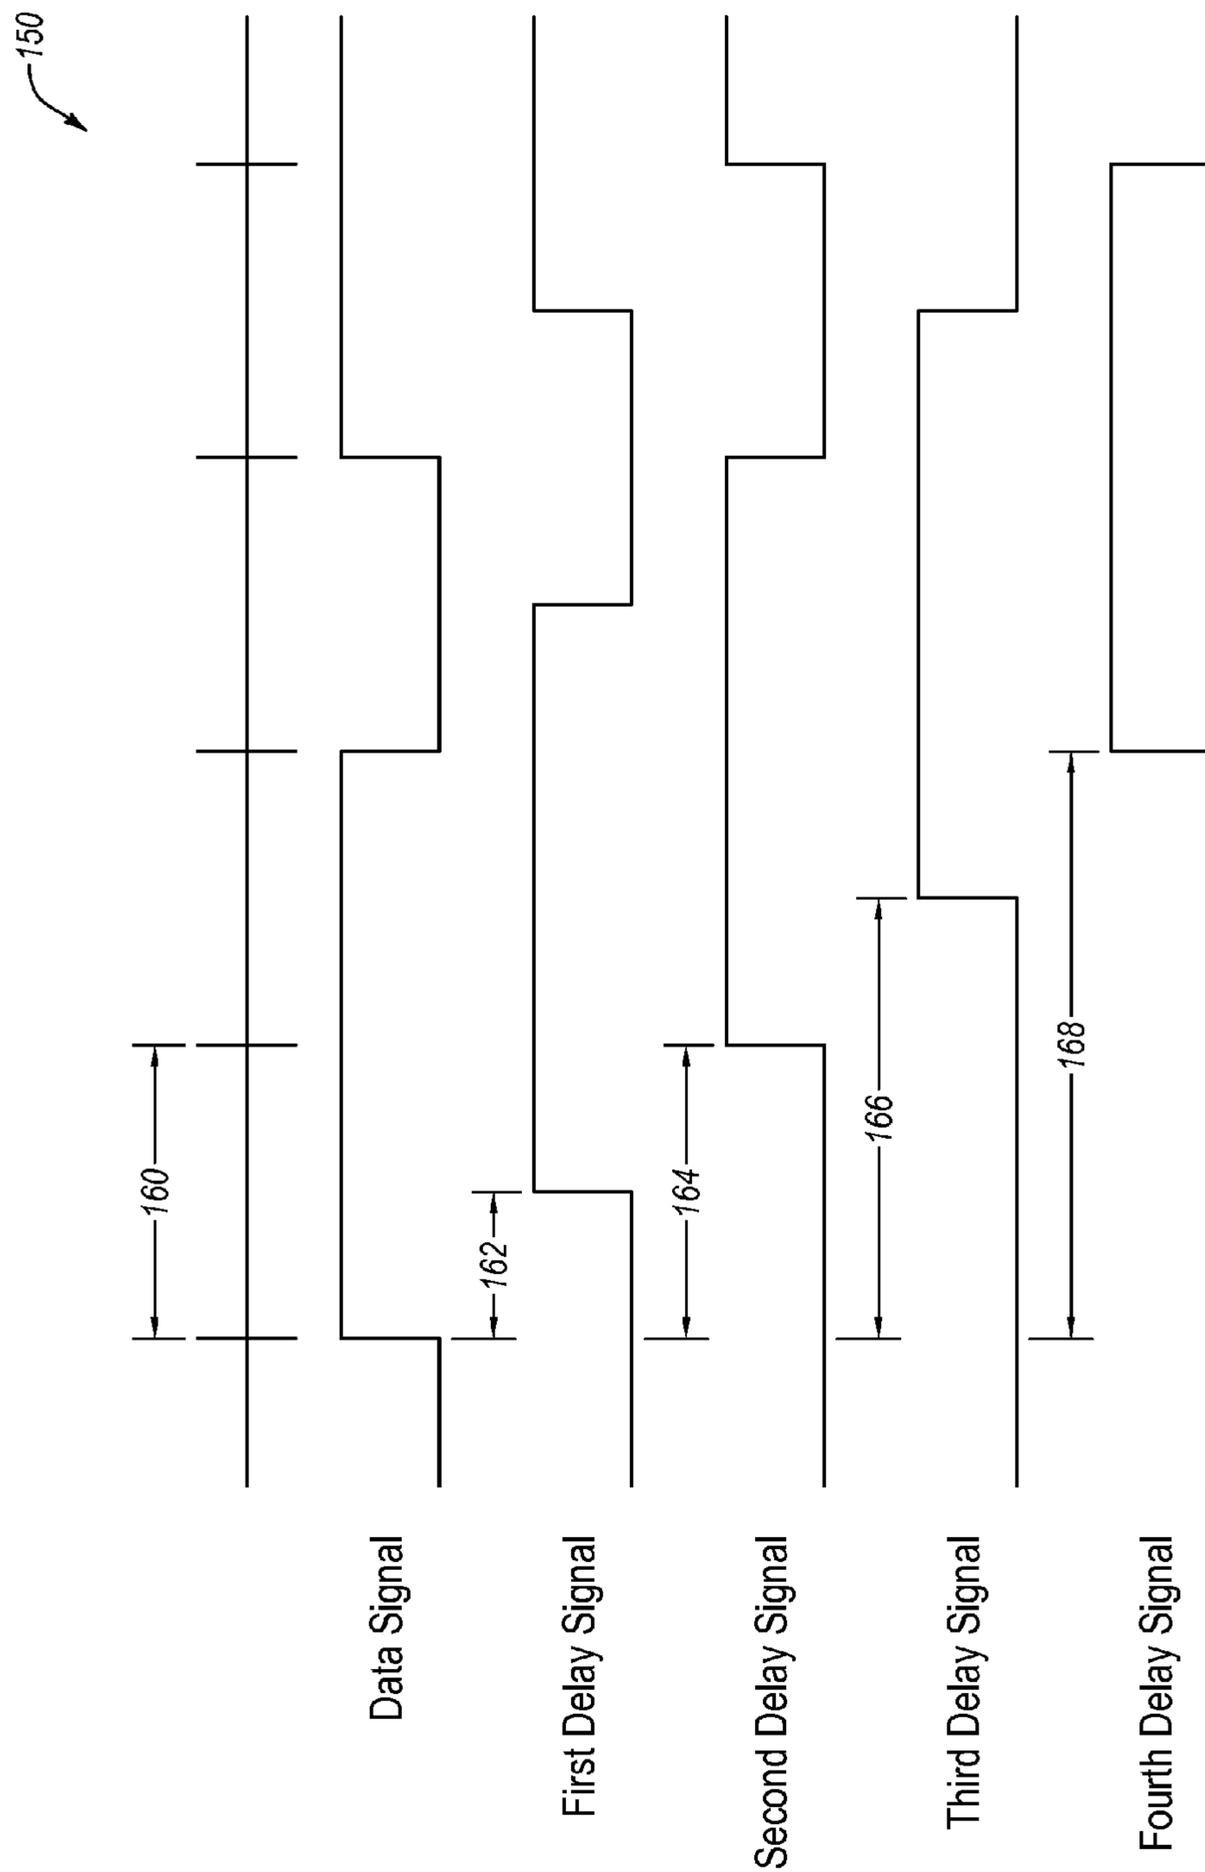 150
160
Data Signal
162
First Delay Signal
164
Second Delay Signal
166
Third Delay Signal
168
Fourth Delay Signal